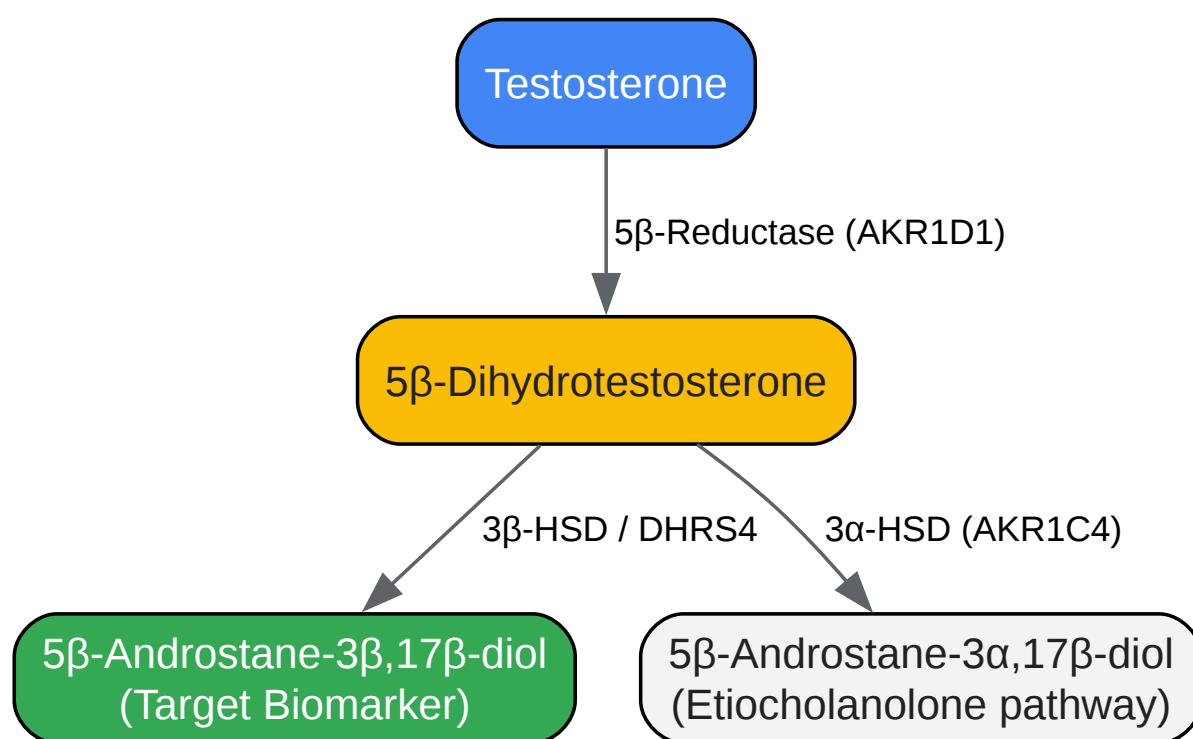 Testosterone
5β-Reductase (AKR1D1)
5β-Dihydrotestosterone
3β-HSD / DHRS4
3α-HSD (AKR1C4)
5β-Androstane-3β,17β-diol
(Target Biomarker)
5β-Androstane-3α,17β-diol
(Etiocholanolone pathway)